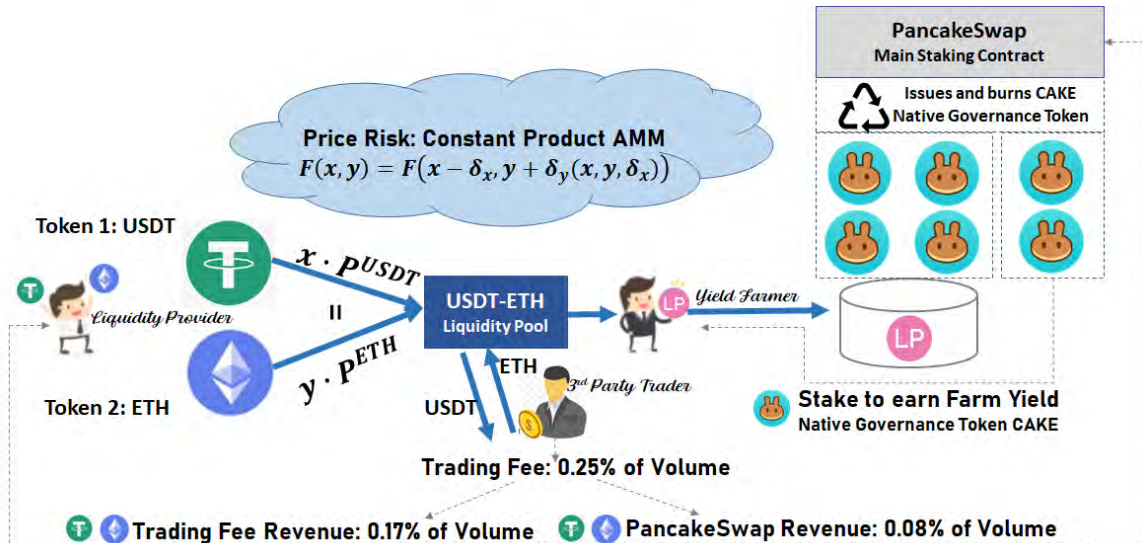 PancakeSwap
Main Staking Contract
Issues and burns CAKE
Native Governance Token
Price Risk: Constant Product AMM
F(x, y) = F(x − δₓ, y + δᵧ(x, y, δₓ))
Token 1: USDT
x · P^USDT
Liquidity Provider
=
USDT-ETH
Liquidity Pool
LP
Yield Farmer
LP
y · P^ETH
Token 2: ETH
ETH
USDT
3rd Party Trader
$
Stake to earn Farm Yield
Native Governance Token CAKE
Trading Fee: 0.25% of Volume
Trading Fee Revenue: 0.17% of Volume
PancakeSwap Revenue: 0.08% of Volume